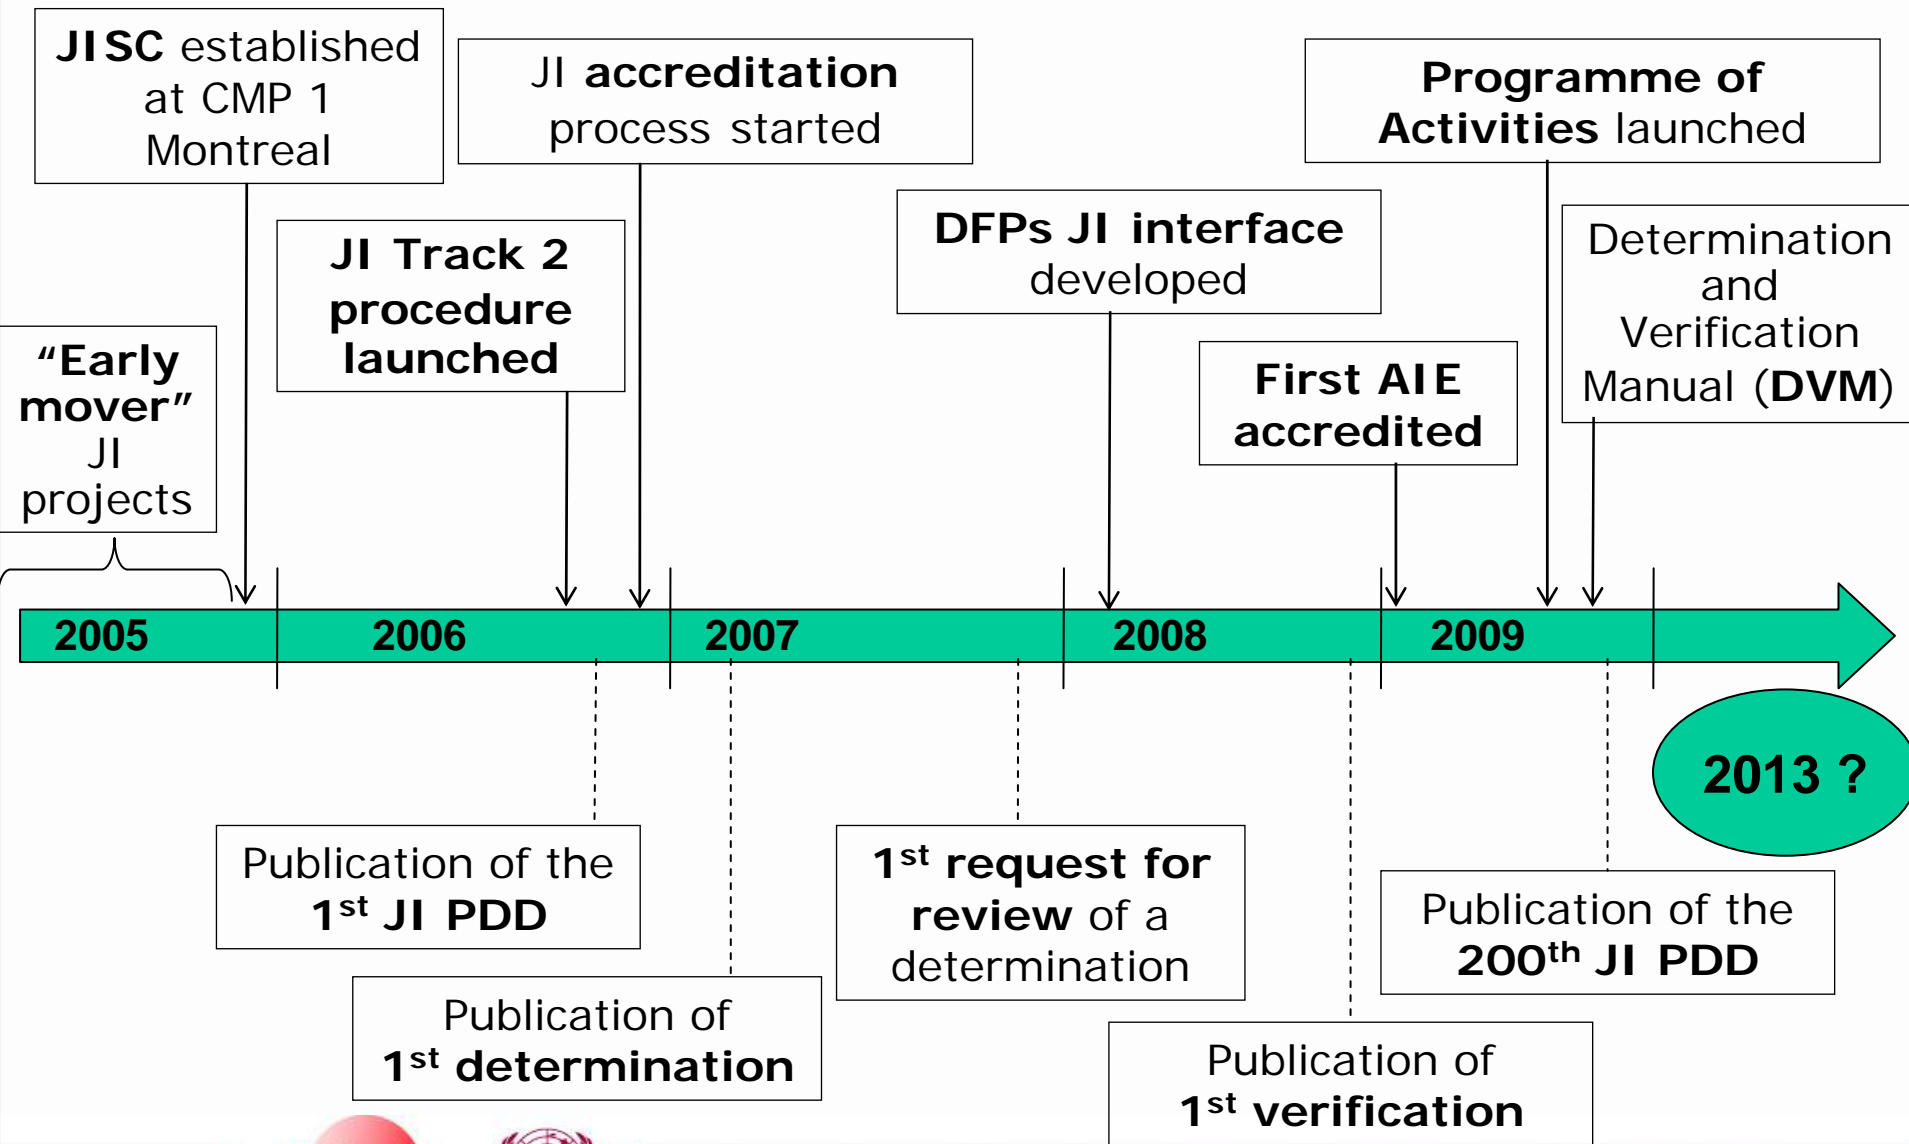 JISC established
at CMP 1
Montreal
JI accreditation
process started
Programme of
Activities launched
JI Track 2
procedure
launched
DFPs JI interface
developed
Determination
and
Verification
Manual (DVM)
"Early
mover"
JI
projects
First AIE
accredited
2005
2006
2007
2008
2009
2013 ?
Publication of the
1st JI PDD
1st request for
review of a
determination
Publication of the
200th JI PDD
Publication of
1st determination
Publication of
1st verification